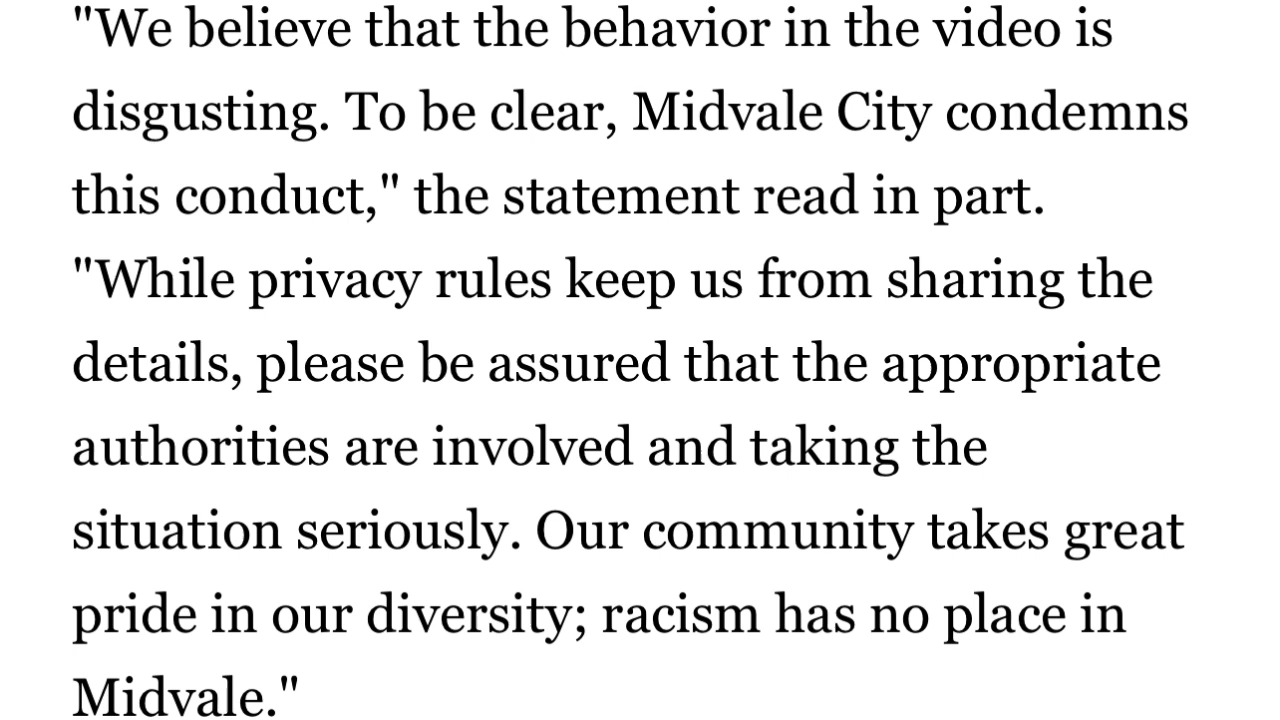 "We believe that the behavior in the video is
disgusting. To be clear, Midvale City condemns
this conduct," the statement read in part.
"While privacy rules keep us from sharing the
details, please be assured that the appropriate
authorities are involved and taking the
situation seriously. Our community takes great
pride in our diversity; racism has no place in
Midvale."